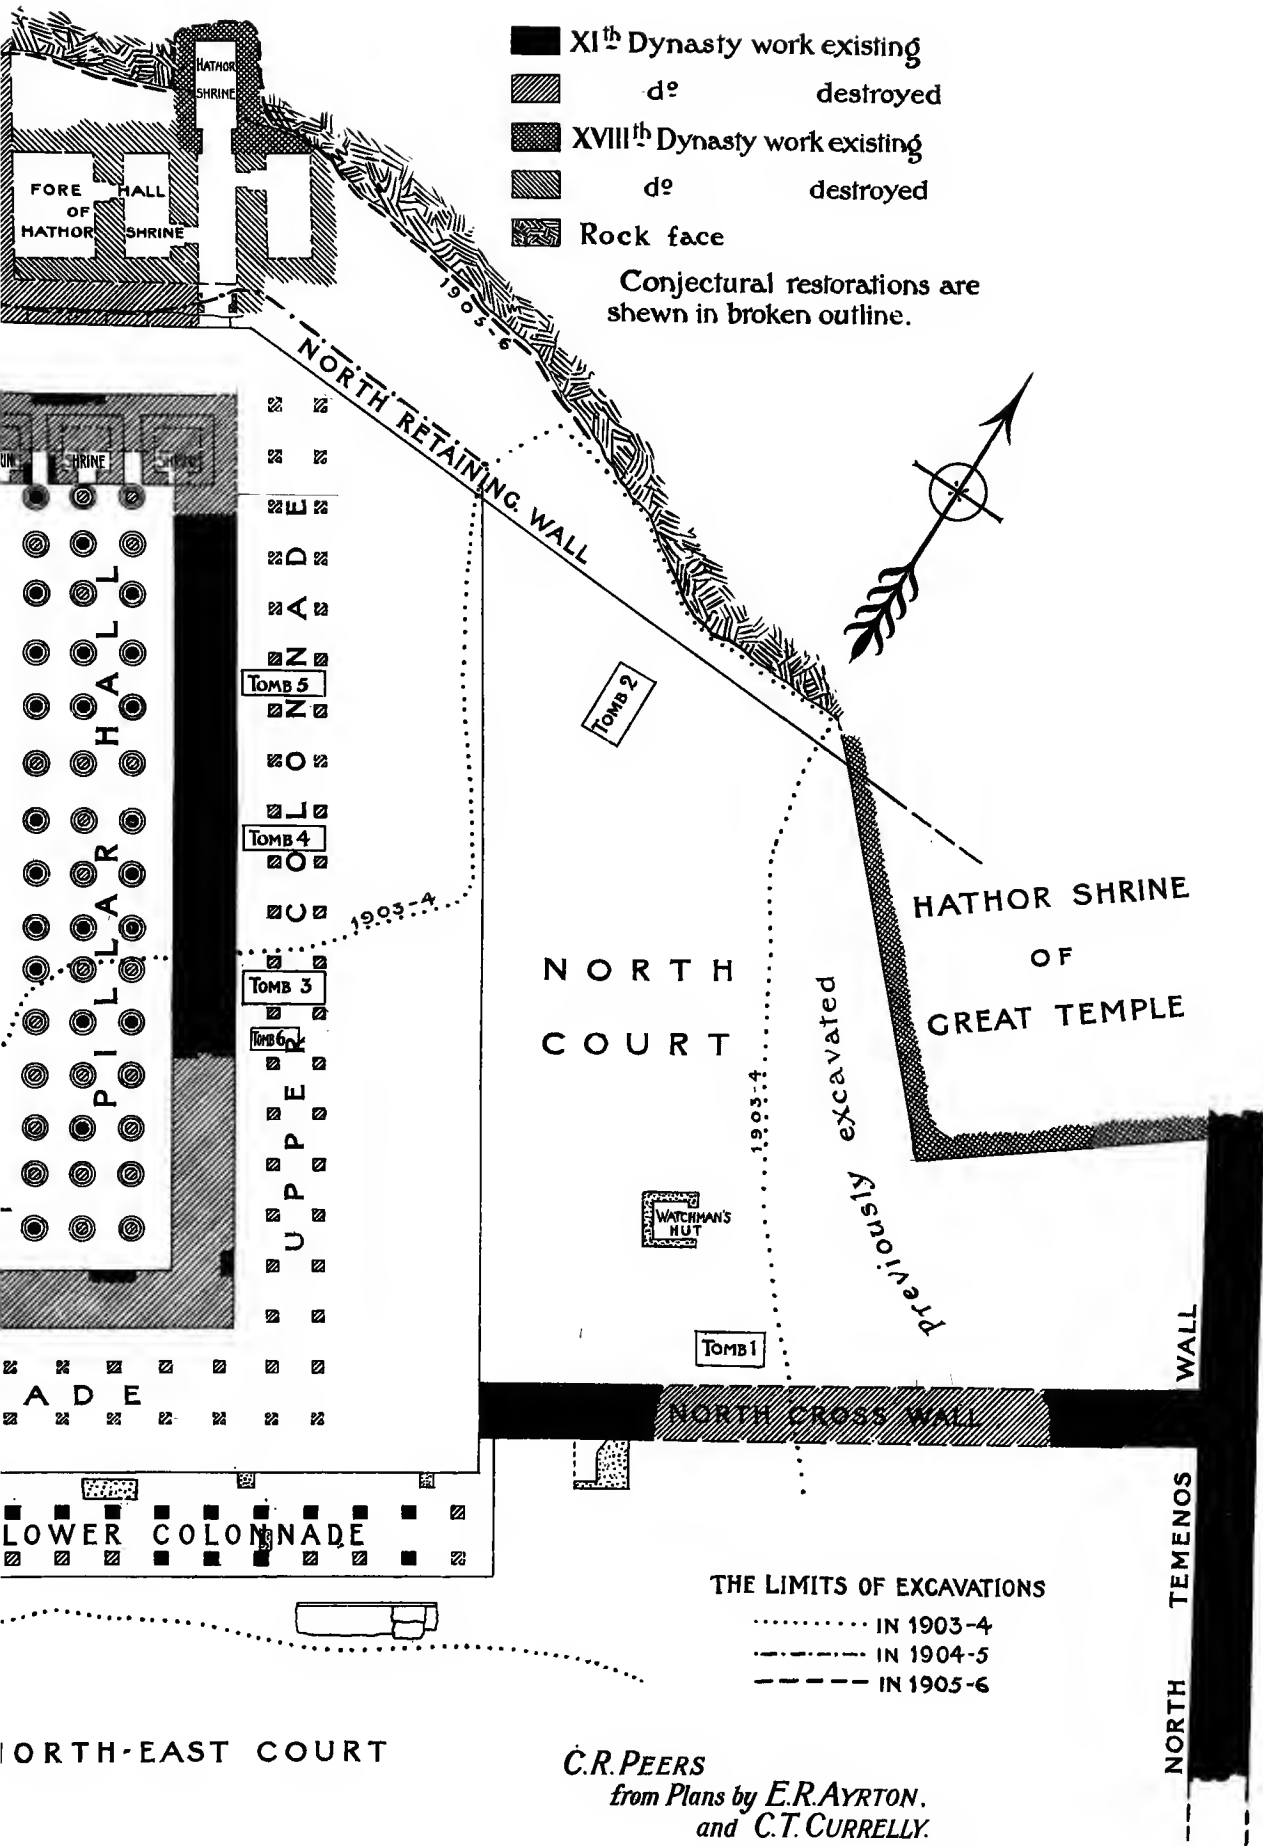 XIth Dynasty work existing
dº destroyed
XVIIIth Dynasty work existing
dº destroyed
Rock face
Conjectural restorations are
shewn in broken outline.
HATHOR
SHRINE
FORE HALL
OF
HATHOR SHRINE
1905-6
NORTH RETAINING WALL
SHRINE
PILLAR HALL
UPPER COLONNADE
TOMB 5
TOMB 2
TOMB 4
1903-4
TOMB 3
TOMB 6
NORTH
COURT
HATHOR SHRINE
OF
GREAT TEMPLE
Previously excavated
1903-4
WATCHMAN'S
HUT
TOMB 1
ADE
NORTH CROSS WALL
NORTH TEMENOS WALL
LOWER COLONNADE
THE LIMITS OF EXCAVATIONS
IN 1903-4
IN 1904-5
IN 1905-6
ORTH-EAST COURT
C.R. PEERS
from Plans by E.R. AYRTON.
and C.T. CURRELLY.